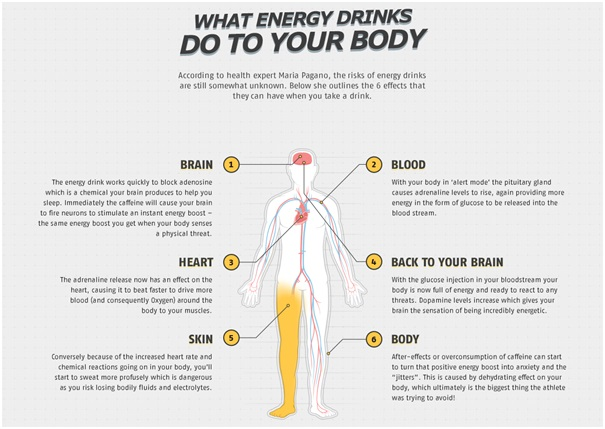 WHAT ENERGY DRINKS
DO TO YOUR BODY
According to health expert Maria Pagano, the risks of energy drinks
are still somewhat unknown. Below she outlines the 6 effects that
they can have when you take a drink.
BRAIN 1
The energy drink works quickly to block adenosine
which is a chemical your brain produces to help you
sleep. Immediately the caffeine will cause your brain
to fire neurons to stimulate an instant energy boost –
the same energy boost you get when your body senses
a physical threat.
2 BLOOD
With your body in 'alert mode' the pituitary gland
causes adrenaline levels to rise, again providing more
energy in the form of glucose to be released into the
blood stream.
HEART 3
The adrenaline release now has an effect on the
heart, causing it to beat faster to drive more
blood (and consequently Oxygen) around the
body to your muscles.
4 BACK TO YOUR BRAIN
With the glucose injection in your bloodstream your
body is now full of energy and ready to react to any
threats. Dopamine levels increase which gives your
brain the sensation of being incredibly energetic.
SKIN 5
Conversely because of the increased heart rate and
chemical reactions going on in your body, you'll
start to sweat more profusely which is dangerous
as you risk losing bodily fluids and electrolytes.
6 BODY
After-effects or overconsumption of caffeine can start
to turn that positive energy boost into anxiety and the
"jitters". This is caused by dehydrating effect on your
body, which ultimately is the biggest thing the athlete
was trying to avoid!